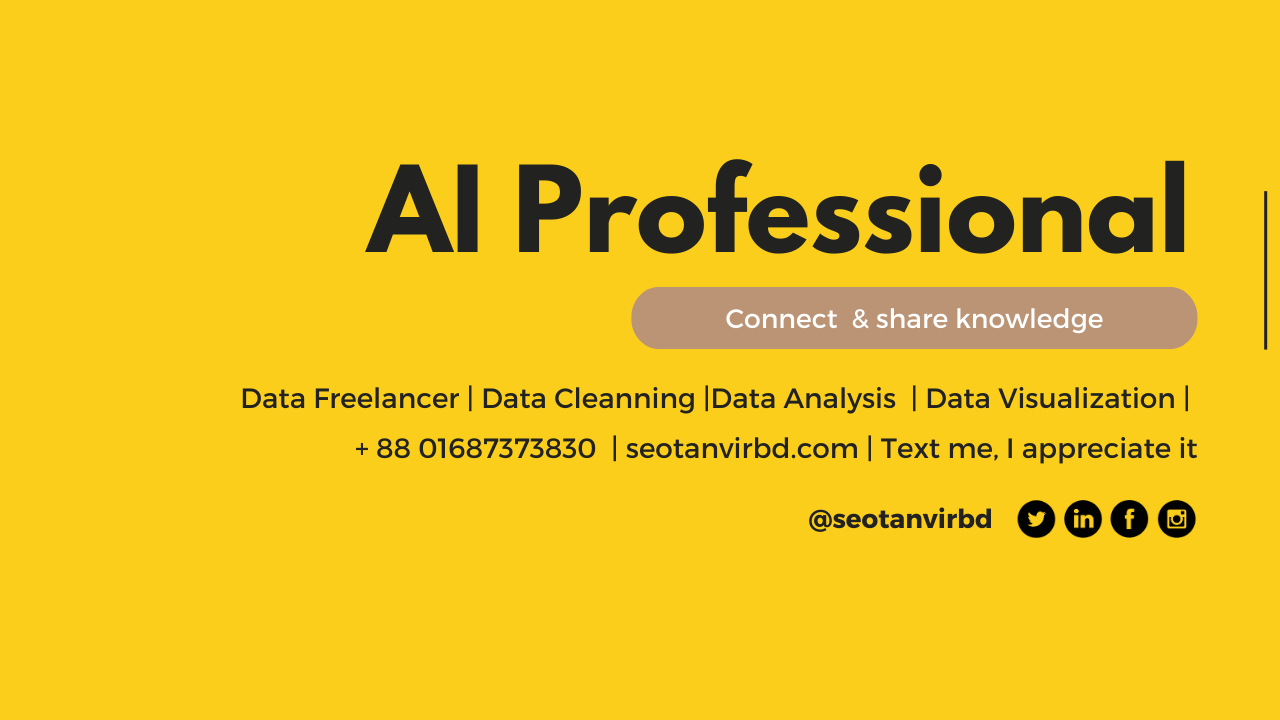 AI Professional
Connect  & share knowledge
Data Freelancer | Data Cleanning |Data Analysis  | Data Visualization |
+ 88 01687373830  | seotanvirbd.com | Text me, I appreciate it
@seotanvirbd